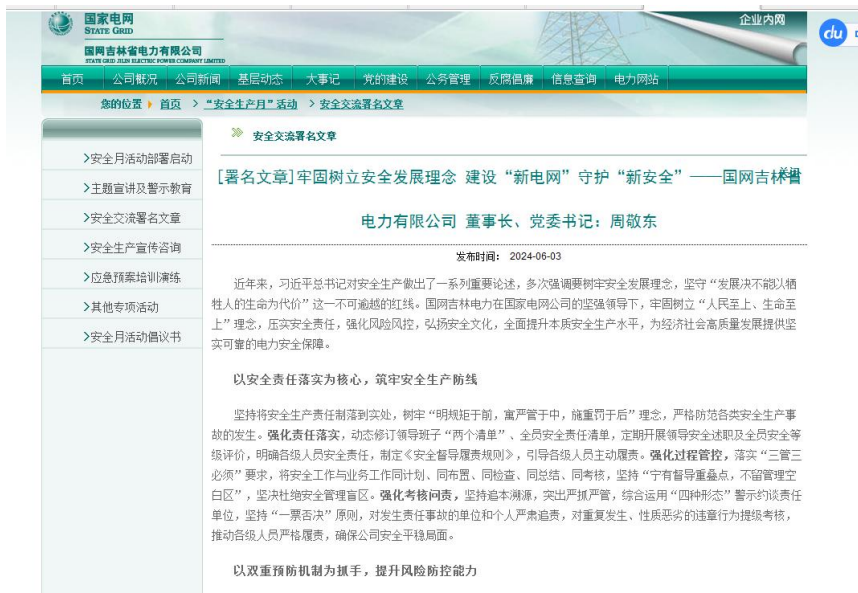 国家电网
STATE GRID
国网吉林省电力有限公司
STATE GRID JILIN ELECTRIC POWER COMPANY LIMITED
企业内网
du
首页 公司概况 公司新闻 基层动态 大事记 党的建设 公务管理 反腐倡廉 信息查询 电力网站
您的位置 首页 > “安全生产月”活动 > 安全交流署名文章
>安全月活动部署启动
>主题宣讲及警示教育
>安全交流署名文章
>安全生产宣传咨询
>应急预案培训演练
>其他专项活动
>安全月活动倡议书
安全交流署名文章
[署名文章]牢固树立安全发展理念 建设“新电网”守护“新安全”——国网吉林省
电力有限公司 董事长、党委书记：周敬东
发布时间： 2024-06-03
近年来，习近平总书记对安全生产做出了一系列重要论述，多次强调要树牢安全发展理念，坚守“发展决不能以牺
牲人的生命为代价”这一不可逾越的红线。国网吉林电力在国家电网公司的坚强领导下，牢固树立“人民至上、生命至
上”理念，压实安全责任，强化风险风控，弘扬安全文化，全面提升本质安全生产水平，为经济社会高质量发展提供坚
实可靠的电力安全保障。
以安全责任落实为核心，筑牢安全生产防线
坚持将安全生产责任制落到实处，树牢“明规矩于前，寓严管于中，施重罚于后”理念，严格防范各类安全生产事
故的发生。强化责任落实，动态修订领导班子“两个清单”、全员安全责任清单，定期开展领导安全述职及全员安全等
级评价，明确各级人员安全责任，制定《安全督导履责规则》，引导各级人员主动履责。强化过程管控，落实“三管三
必须”要求，将安全工作与业务工作同计划、同布置、同检查、同总结、同考核，坚持“宁有督导重叠点，不留管理空
白区”，坚决杜绝安全管理盲区。强化考核问责，坚持追本溯源，突出严抓严管，综合运用“四种形态”警示约谈责任
单位，坚持“一票否决”原则，对发生责任事故的单位和个人严肃追责，对重复发生、性质恶劣的违章行为提级考核，
推动各级人员严格履责，确保公司安全平稳局面。
以双重预防机制为抓手，提升风险防控能力